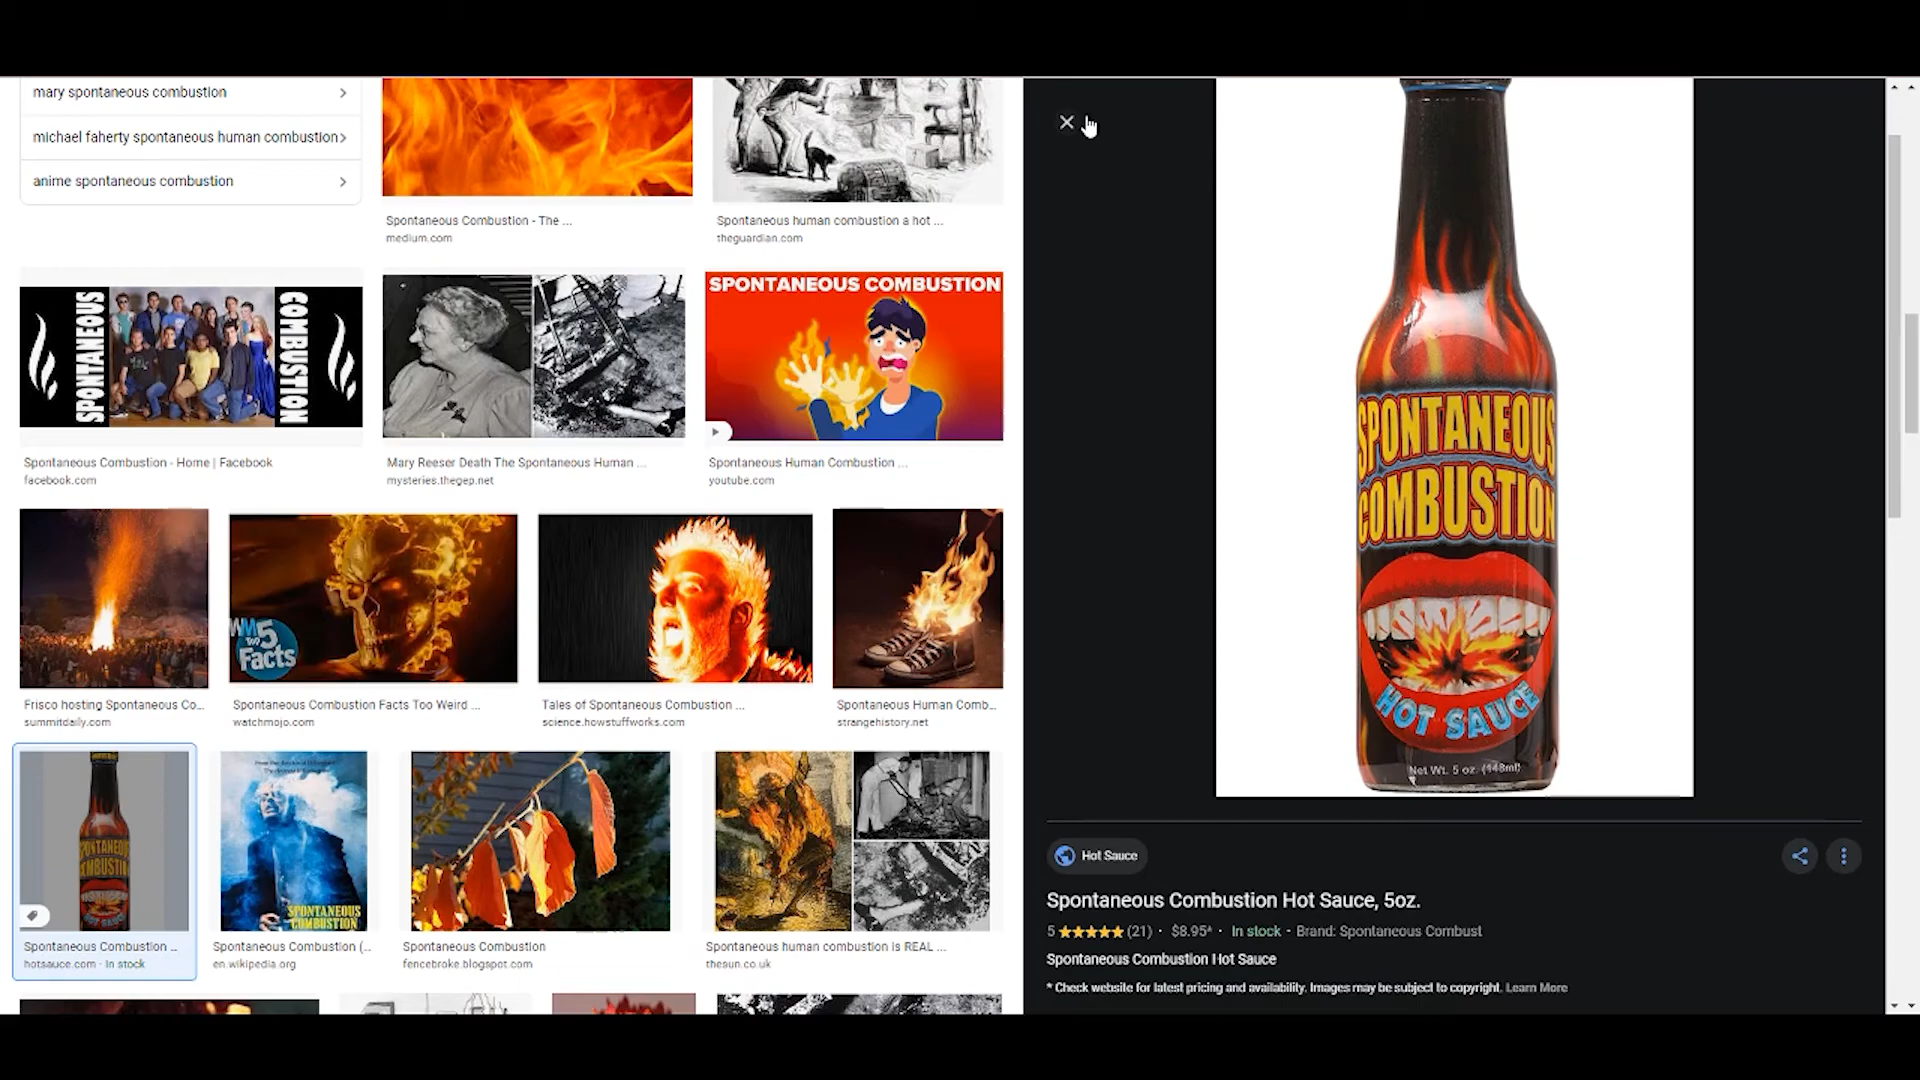 mary spontaneous combustion
michael faherty spontaneous human combustion
anime spontaneous combustion
Spontaneous Combustion - The ...
medium.com
Spontaneous human combustion a hot ...
theguardian.com
SPONTANEOUS
COMBUSTION
Spontaneous Combustion - Home | Facebook
facebook.com
Mary Reeser Death The Spontaneous Human ...
mysteries.thegep.net
SPONTANEOUS COMBUSTION
Spontaneous Human Combustion ...
youtube.com
WM
TOP 5
Facts
Frisco hosting Spontaneous Co...
summitdaily.com
Spontaneous Combustion Facts Too Weird ...
watchmojo.com
Tales of Spontaneous Combustion ...
science.howstuffworks.com
Spontaneous Human Comb...
strangehistory.net
SPONTANEOUS
COMBUSTION
HOT SAUCE
Spontaneous Combustion ...
hotsauce.com · In stock
SPONTANEOUS
COMBUSTION
Spontaneous Combustion (...
en.wikipedia.org
Spontaneous Combustion
fencebroke.blogspot.com
Spontaneous human combustion is REAL ...
thesun.co.uk
SPONTANEOUS
COMBUSTION
HOT SAUCE
Net Wt. 5 oz. (148ml)
Hot Sauce
Spontaneous Combustion Hot Sauce, 5oz.
5 ★★★★★ (21) · $8.95* · In stock · Brand: Spontaneous Combust
Spontaneous Combustion Hot Sauce
* Check website for latest pricing and availability. Images may be subject to copyright. Learn More